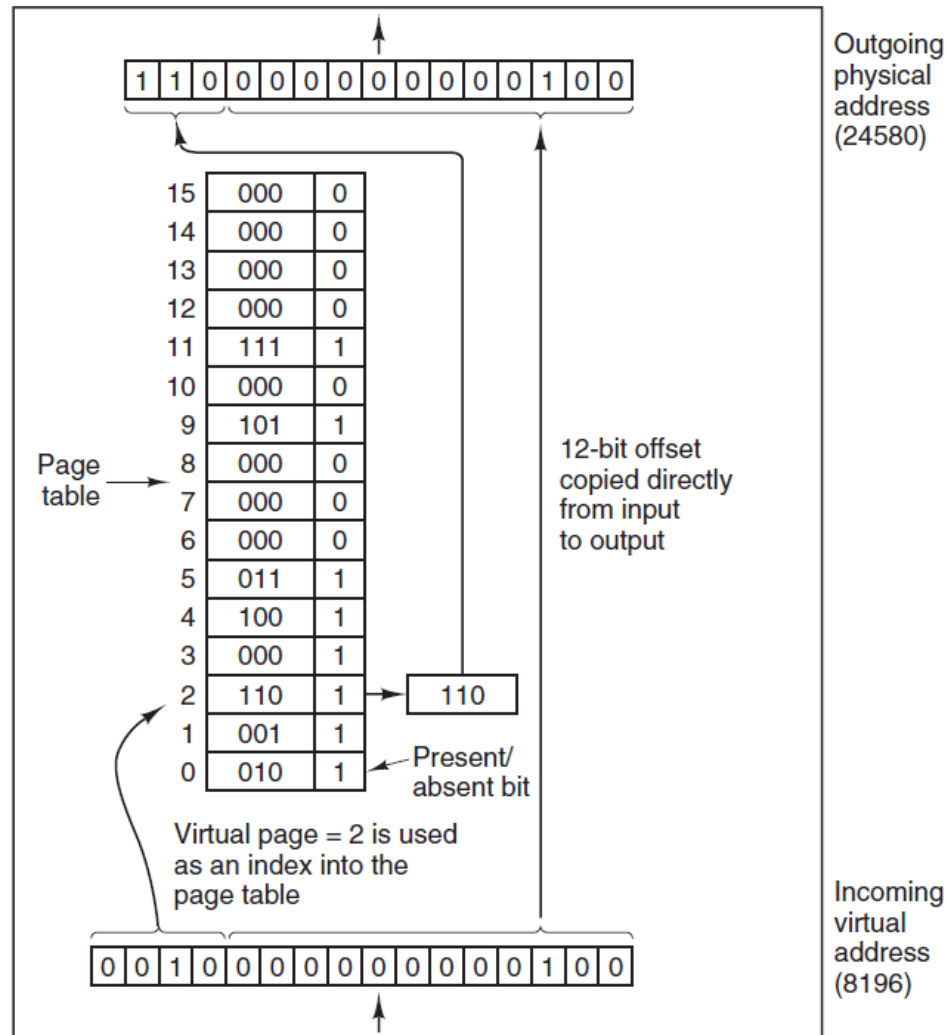 Outgoing
physical
address
(24580)
1 1 0 0 0 0 0 0 0 0 0 0 1 0 0
15 000 0
14 000 0
13 000 0
12 000 0
11 111 1
10 000 0
9 101 1
8 000 0
7 000 0
6 000 0
5 011 1
4 100 1
3 000 1
2 110 1
1 001 1
0 010 1
Page
table
110
12-bit offset
copied directly
from input
to output
Present/
absent bit
Virtual page = 2 is used
as an index into the
page table
0 0 1 0 0 0 0 0 0 0 0 0 0 1 0 0
Incoming
virtual
address
(8196)